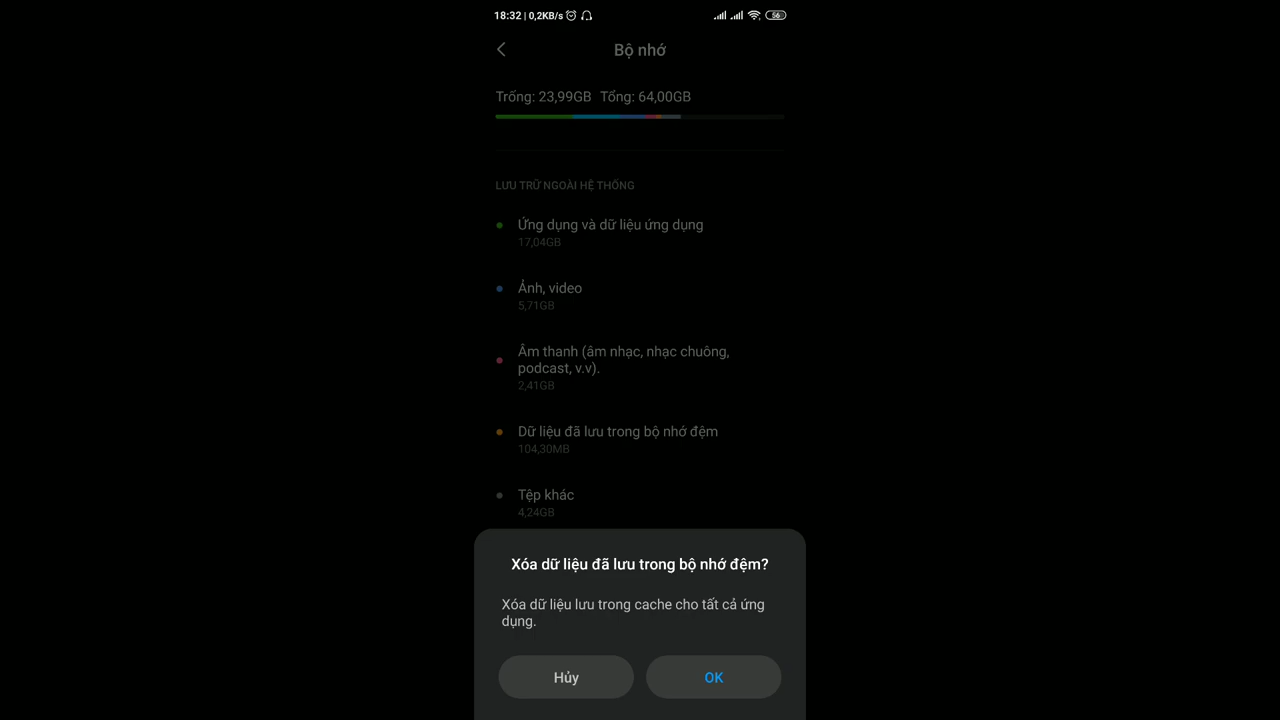 18:32 | 0,2KB/s
56
Bộ nhớ
Trống: 23,99GB Tổng: 64,00GB
LƯU TRỮ NGOÀI HỆ THỐNG
Ứng dụng và dữ liệu ứng dụng
17,04GB
Ảnh, video
5,71GB
Âm thanh (âm nhạc, nhạc chuông,
podcast, v.v).
2,41GB
Dữ liệu đã lưu trong bộ nhớ đệm
104,30MB
Tệp khác
4,24GB
Xóa dữ liệu đã lưu trong bộ nhớ đệm?
Xóa dữ liệu lưu trong cache cho tất cả ứng
dụng.
Hủy
OK